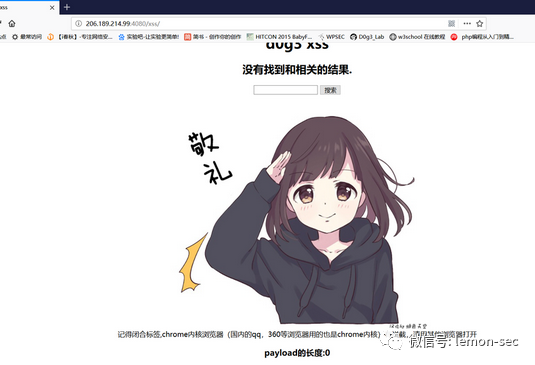 xss
206.189.214.99:4080/xss/
最常访问 【i春秋】-专注网络安... 实验吧-让实验更简单! 简书 - 创作你的创作 HITCON 2015 BabyF... WPSEC D0g3_Lab w3school 在线教程 php编程从入门到精...
d0g3 xss
没有找到和相关的结果.
搜索
敬
礼
记得闭合标签,chrome内核浏览器（国内的qq，360等浏览器用的也是chrome内核）
浏览器打开
微信号: lemon-sec
payload的长度:0